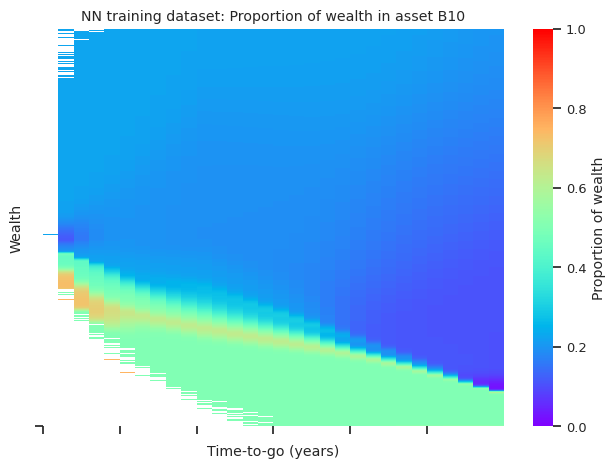 NN training dataset: Proportion of wealth in asset B10
Wealth
Time-to-go (years)
1.0
0.8
0.6
0.4
0.2
0.0
Proportion of wealth